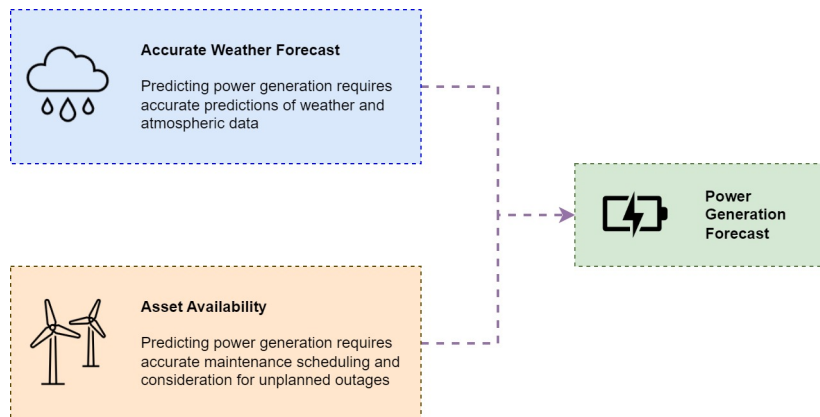 Accurate Weather Forecast
Predicting power generation requires
accurate predictions of weather and
atmospheric data
Asset Availability
Predicting power generation requires
accurate maintenance scheduling and
consideration for unplanned outages
Power
Generation
Forecast